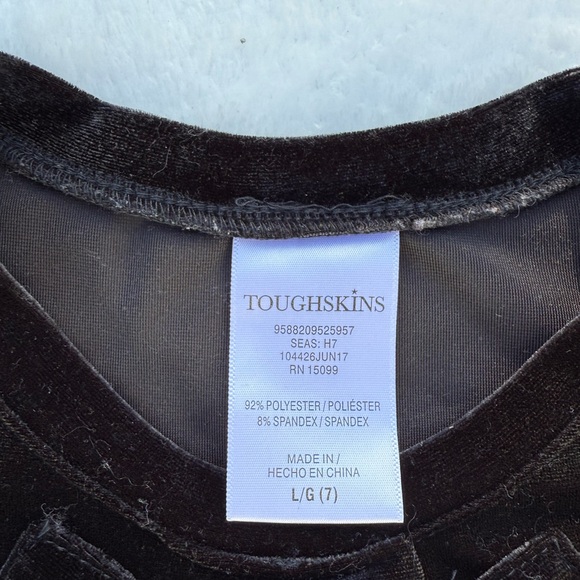 TOUGHSKINS
9588209525957
SEAS: H7
104426JUN17
RN 15099
92% POLYESTER / POLIÉSTER
8% SPANDEX / SPANDEX
MADE IN /
HECHO EN CHINA
L/G (7)